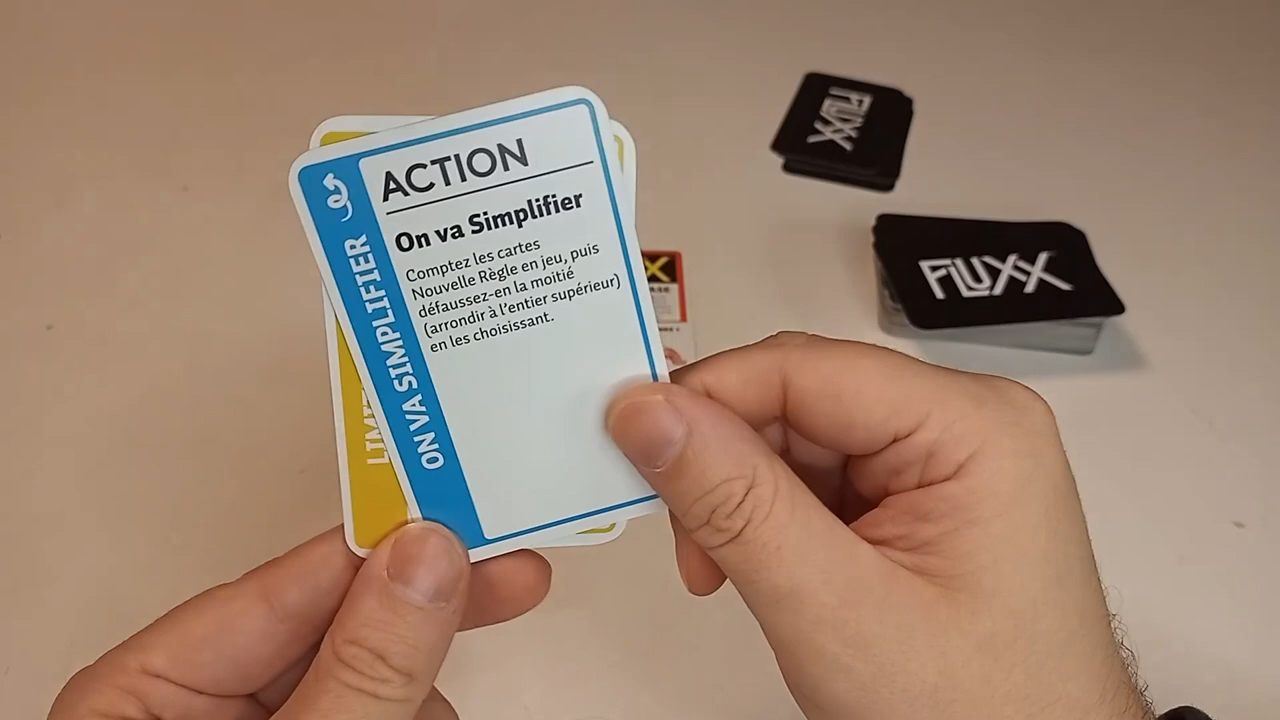 ACTION
On va Simplifier
Comptez les cartes
Nouvelle Règle en jeu, puis
défaussez-en la moitié
(arrondir à l'entier supérieur)
en les choisissant.
ON VA SIMPLIFIER
FLUXX
FLUXX